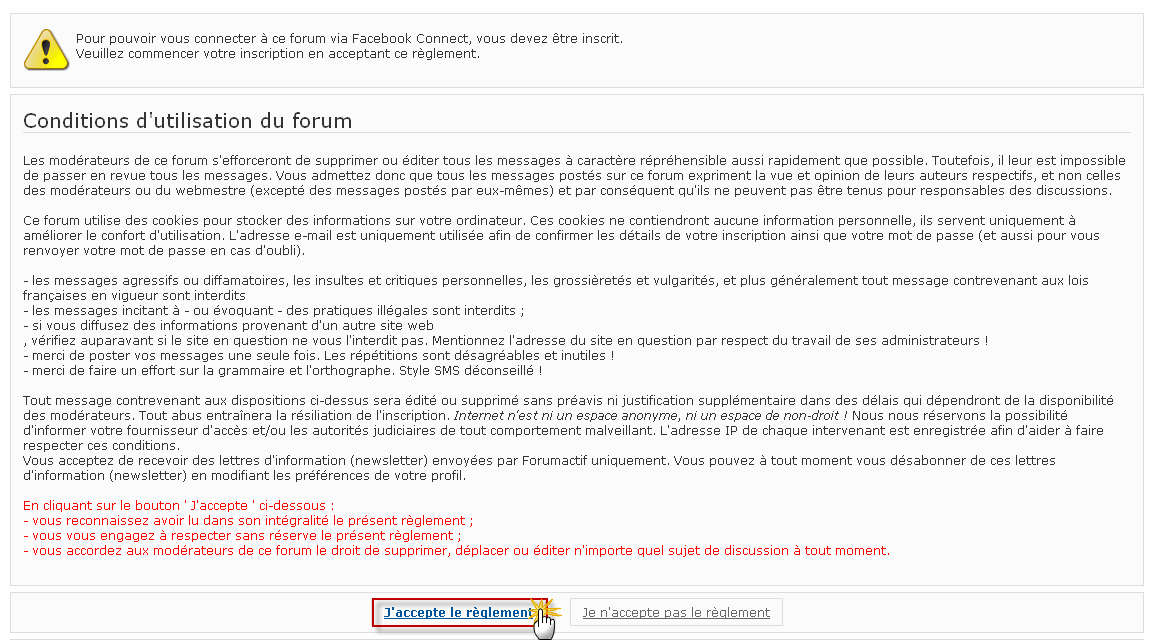 Pour pouvoir vous connecter à ce forum via Facebook Connect, vous devez être inscrit.
Veuillez commencer votre inscription en acceptant ce règlement.
Conditions d'utilisation du forum
Les modérateurs de ce forum s'efforceront de supprimer ou éditer tous les messages à caractère répréhensible aussi rapidement que possible. Toutefois, il leur est impossible
de passer en revue tous les messages. Vous admettez donc que tous les messages postés sur ce forum expriment la vue et opinion de leurs auteurs respectifs, et non celles
des modérateurs ou du webmestre (excepté des messages postés par eux-mêmes) et par conséquent qu'ils ne peuvent pas être tenus pour responsables des discussions.
Ce forum utilise des cookies pour stocker des informations sur votre ordinateur. Ces cookies ne contiendront aucune information personnelle, ils servent uniquement à
améliorer le confort d'utilisation. L'adresse e-mail est uniquement utilisée afin de confirmer les détails de votre inscription ainsi que votre mot de passe (et aussi pour vous
renvoyer votre mot de passe en cas d'oubli).
- les messages agressifs ou diffamatoires, les insultes et critiques personnelles, les grossièretés et vulgarités, et plus généralement tout message contrevenant aux lois
françaises en vigueur sont interdits
- les messages incitant à - ou évoquant - des pratiques illégales sont interdits ;
- si vous diffusez des informations provenant d'un autre site web
, vérifiez auparavant si le site en question ne vous l'interdit pas. Mentionnez l'adresse du site en question par respect du travail de ses administrateurs !
- merci de poster vos messages une seule fois. Les répétitions sont désagréables et inutiles !
- merci de faire un effort sur la grammaire et l'orthographe. Style SMS déconseillé !
Tout message contrevenant aux dispositions ci-dessus sera édité ou supprimé sans préavis ni justification supplémentaire dans des délais qui dépendront de la disponibilité
des modérateurs. Tout abus entraînera la résiliation de l'inscription. Internet n'est ni un espace anonyme, ni un espace de non-droit ! Nous nous réservons la possibilité
d'informer votre fournisseur d'accès et/ou les autorités judiciaires de tout comportement malveillant. L'adresse IP de chaque intervenant est enregistrée afin d'aider à faire
respecter ces conditions.
Vous acceptez de recevoir des lettres d'information (newsletter) envoyées par Forumactif uniquement. Vous pouvez à tout moment vous désabonner de ces lettres
d'information (newsletter) en modifiant les préférences de votre profil.
En cliquant sur le bouton ' J'accepte ' ci-dessous :
- vous reconnaissez avoir lu dans son intégralité le présent règlement ;
- vous vous engagez à respecter sans réserve le présent règlement ;
- vous accordez aux modérateurs de ce forum le droit de supprimer, déplacer ou éditer n'importe quel sujet de discussion à tout moment.
J'accepte le règlement
Je n'accepte pas le règlement